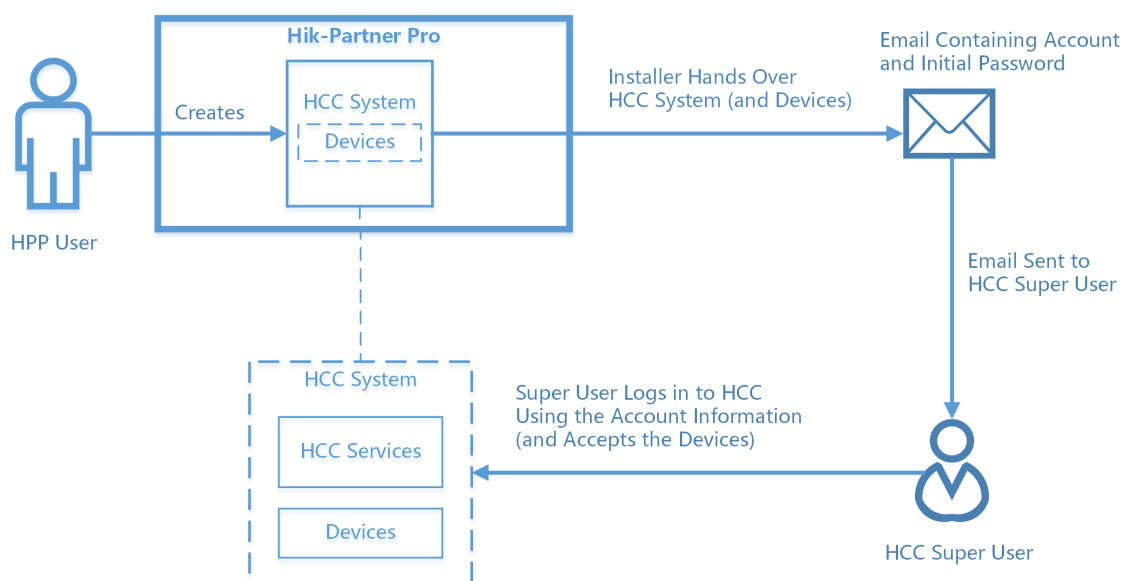 Hik-Partner Pro
Email Containing Account
and Initial Password
Installer Hands Over
HCC System (and Devices)
Creates
HCC System
Devices
HPP User
Email Sent to
HCC Super User
HCC System
HCC Services
Devices
Super User Logs in to HCC
Using the Account Information
(and Accepts the Devices)
HCC Super User